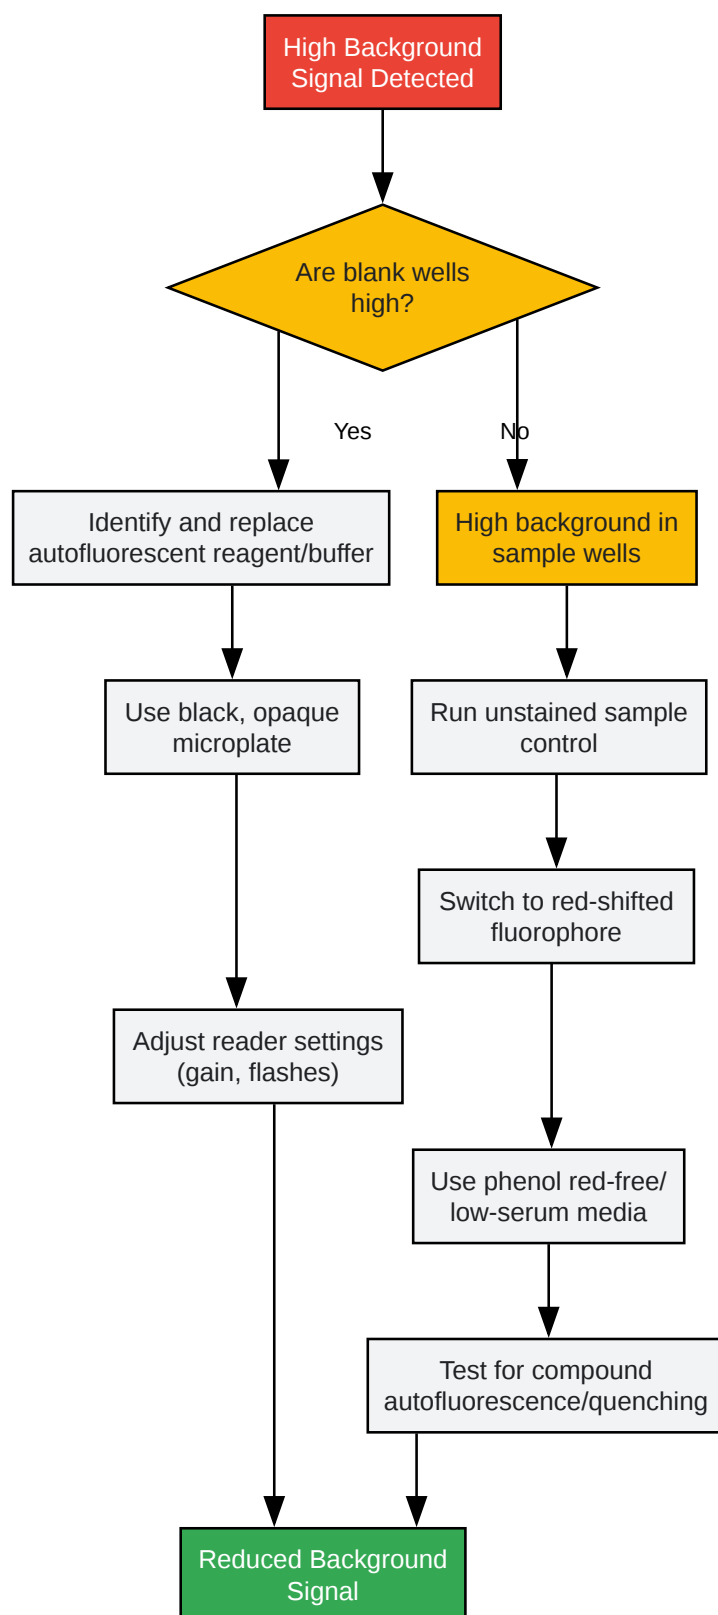 High Background
Signal Detected
Are blank wells
high?
Yes
No
Identify and replace
autofluorescent reagent/buffer
High background in
sample wells
Use black, opaque
microplate
Run unstained sample
control
Switch to red-shifted
fluorophore
Adjust reader settings
(gain, flashes)
Use phenol red-free/
low-serum media
Test for compound
autofluorescence/quenching
Reduced Background
Signal